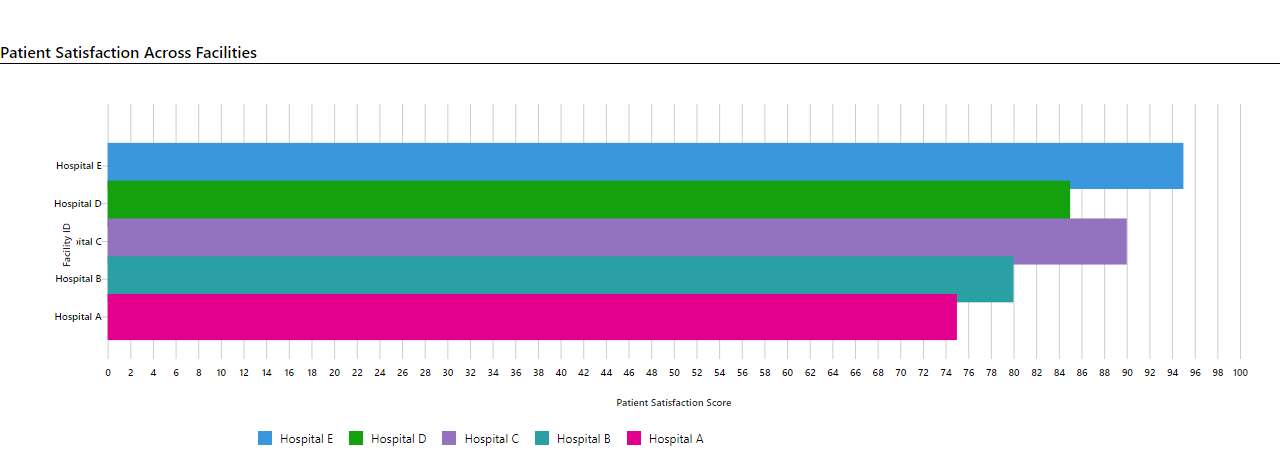 Patient Satisfaction Across Facilities
Hospital E
Hospital D
Facility ID
ital C
Hospital B
Hospital A
0 2 4 6 8 10 12 14 16 18 20 22 24 26 28 30 32 34 36 38 40 42 44 46 48 50 52 54 56 58 60 62 64 66 68 70 72 74 76 78 80 82 84 86 88 90 92 94 96 98 100
Patient Satisfaction Score
Hospital E Hospital D Hospital C Hospital B Hospital A